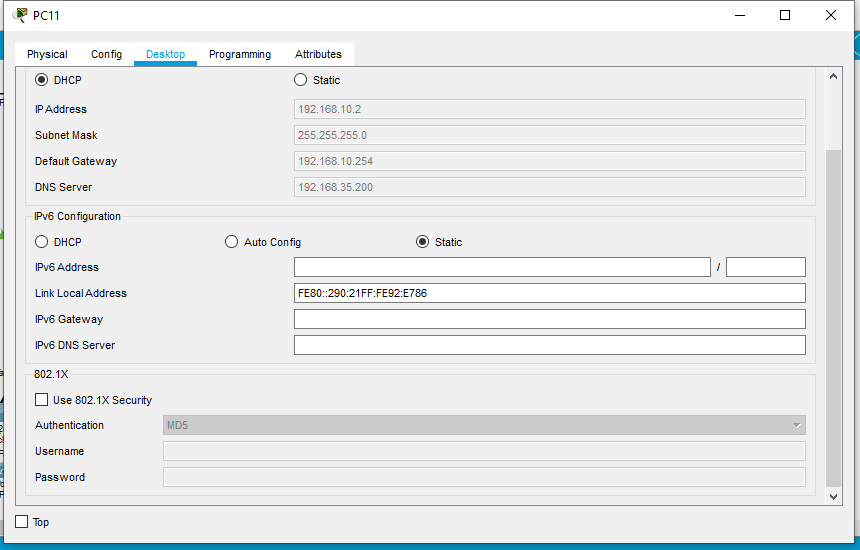 PC11
Physical Config Desktop Programming Attributes
DHCP Static
IP Address 192.168.10.2
Subnet Mask 255.255.255.0
Default Gateway 192.168.10.254
DNS Server 192.168.35.200
IPv6 Configuration
DHCP Auto Config Static
IPv6 Address /
Link Local Address FE80::290:21FF:FE92:E786
IPv6 Gateway
IPv6 DNS Server
802.1X
Use 802.1X Security
Authentication MD5
Username
Password
Top